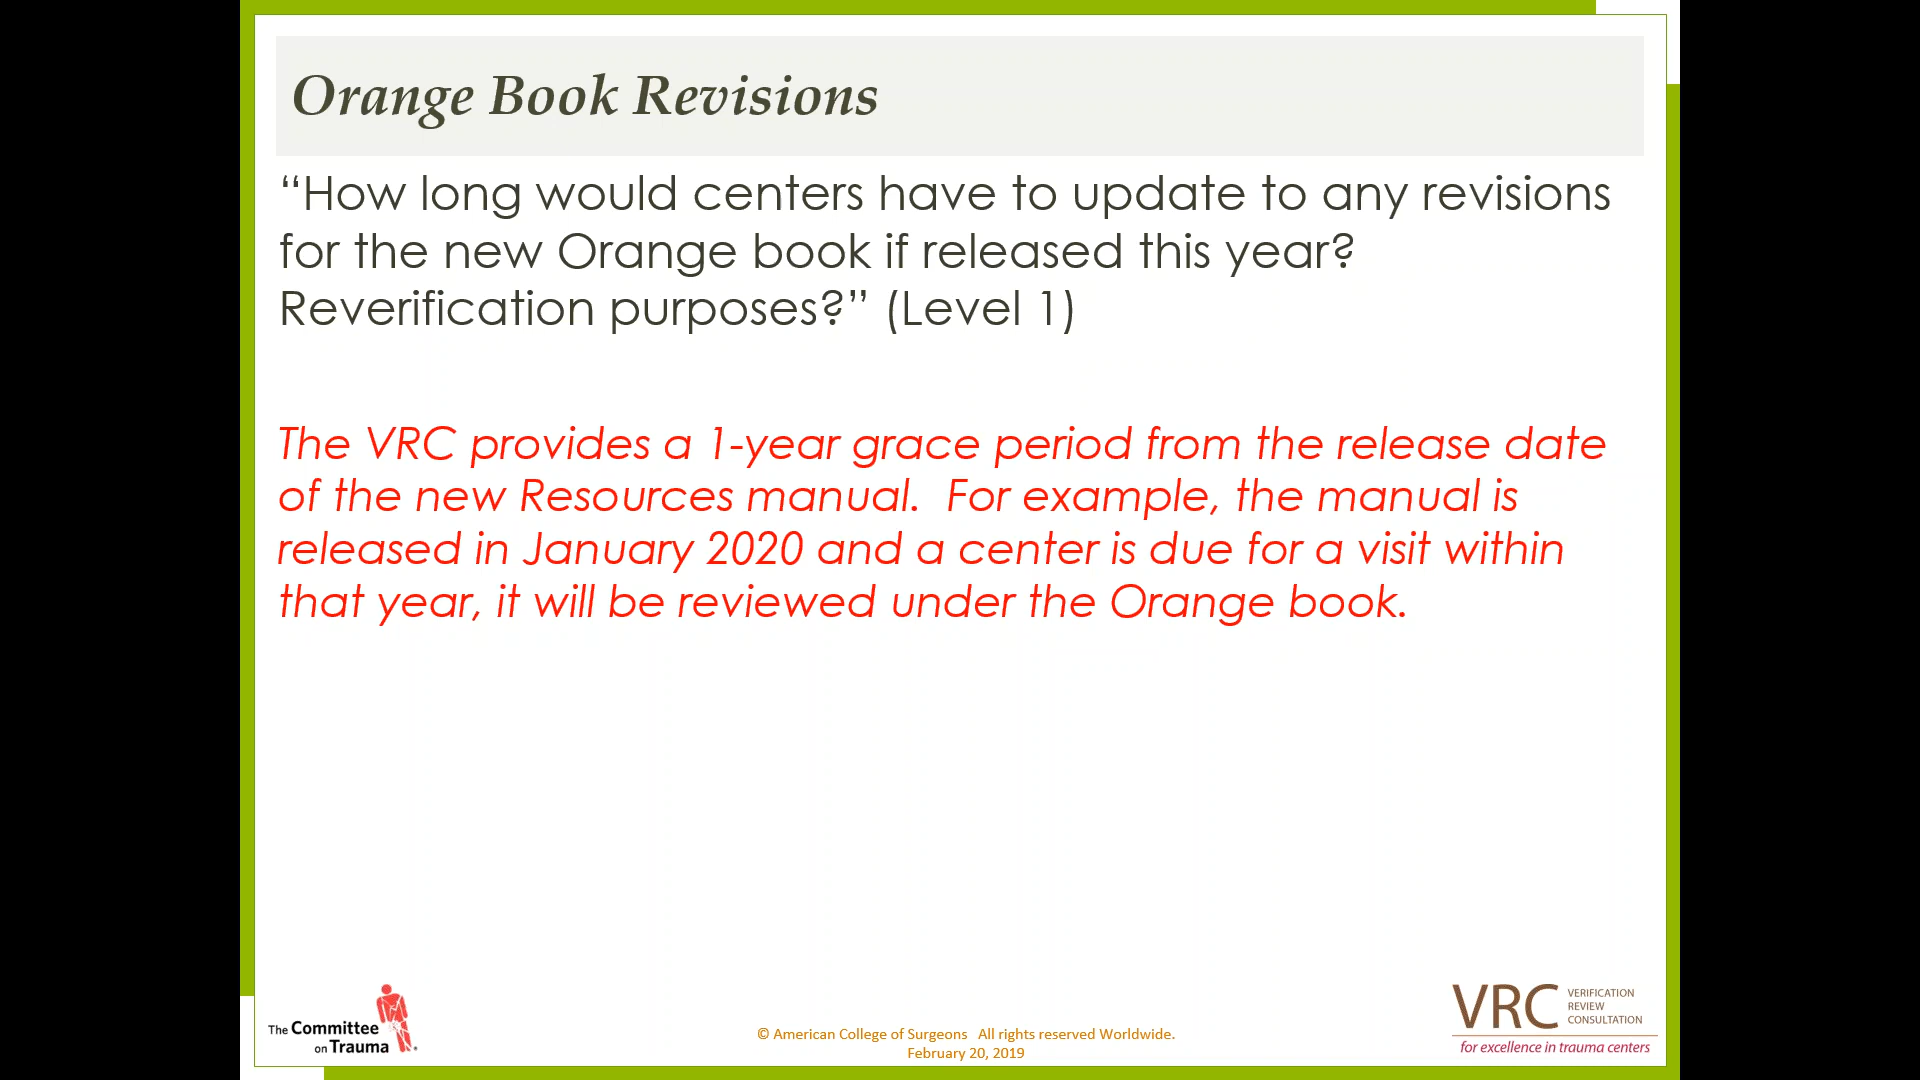 Orange Book Revisions
“How long would centers have to update to any revisions
for the new Orange book if released this year?
Reverification purposes?” (Level 1)
The VRC provides a 1-year grace period from the release date
of the new Resources manual.  For example, the manual is
released in January 2020 and a center is due for a visit within
that year, it will be reviewed under the Orange book.
The Committee
on Trauma
© American College of Surgeons   All rights reserved Worldwide.
February 20, 2019
VRC
VERIFICATION
REVIEW
CONSULTATION
for excellence in trauma centers